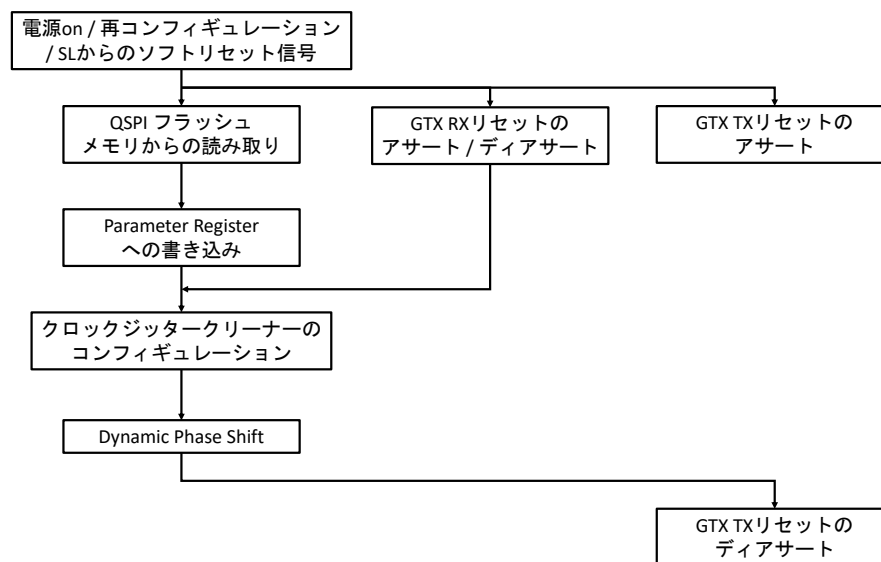 電源on / 再コンフィギュレーション
/ SLからのソフトリセット信号
QSPI フラッシュ
メモリからの読み取り
GTX RXリセットの
アサート / ディアサート
GTX TXリセットの
アサート
Parameter Register
への書き込み
クロックジッタークリーナーの
コンフィギュレーション
Dynamic Phase Shift
GTX TXリセットの
ディアサート